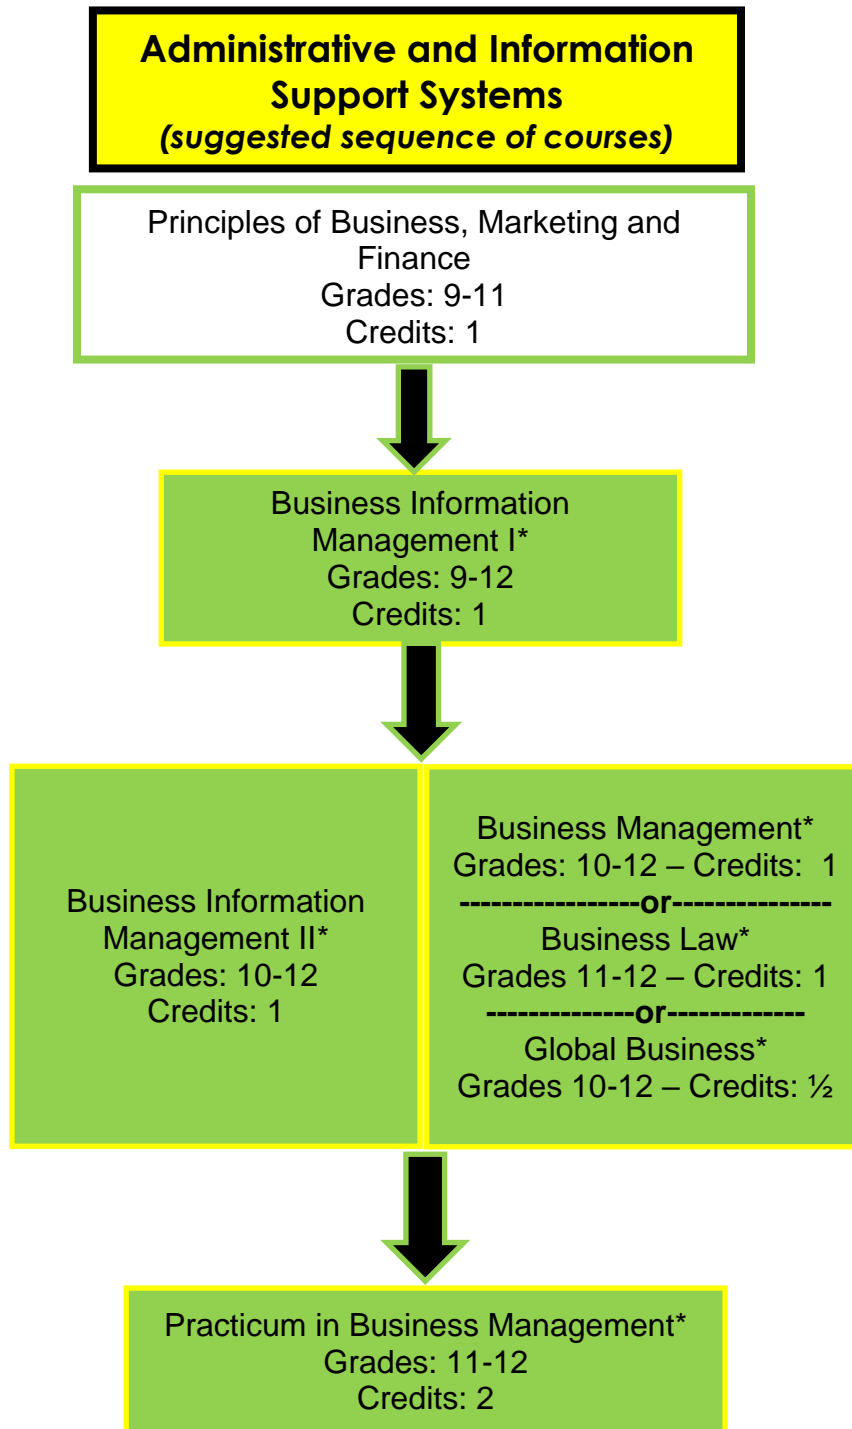 Administrative and Information
Support Systems
(suggested sequence of courses)
Principles of Business, Marketing and
Finance
Grades: 9-11
Credits: 1
Business Information
Management I*
Grades: 9-12
Credits: 1
Business Information
Management II*
Grades: 10-12
Credits: 1
Business Management*
Grades: 10-12 – Credits:  1
-----------------or---------------
Business Law*
Grades 11-12 – Credits: 1
--------------or-------------
Global Business*
Grades 10-12 – Credits: ½
Practicum in Business Management*
Grades: 11-12
Credits: 2